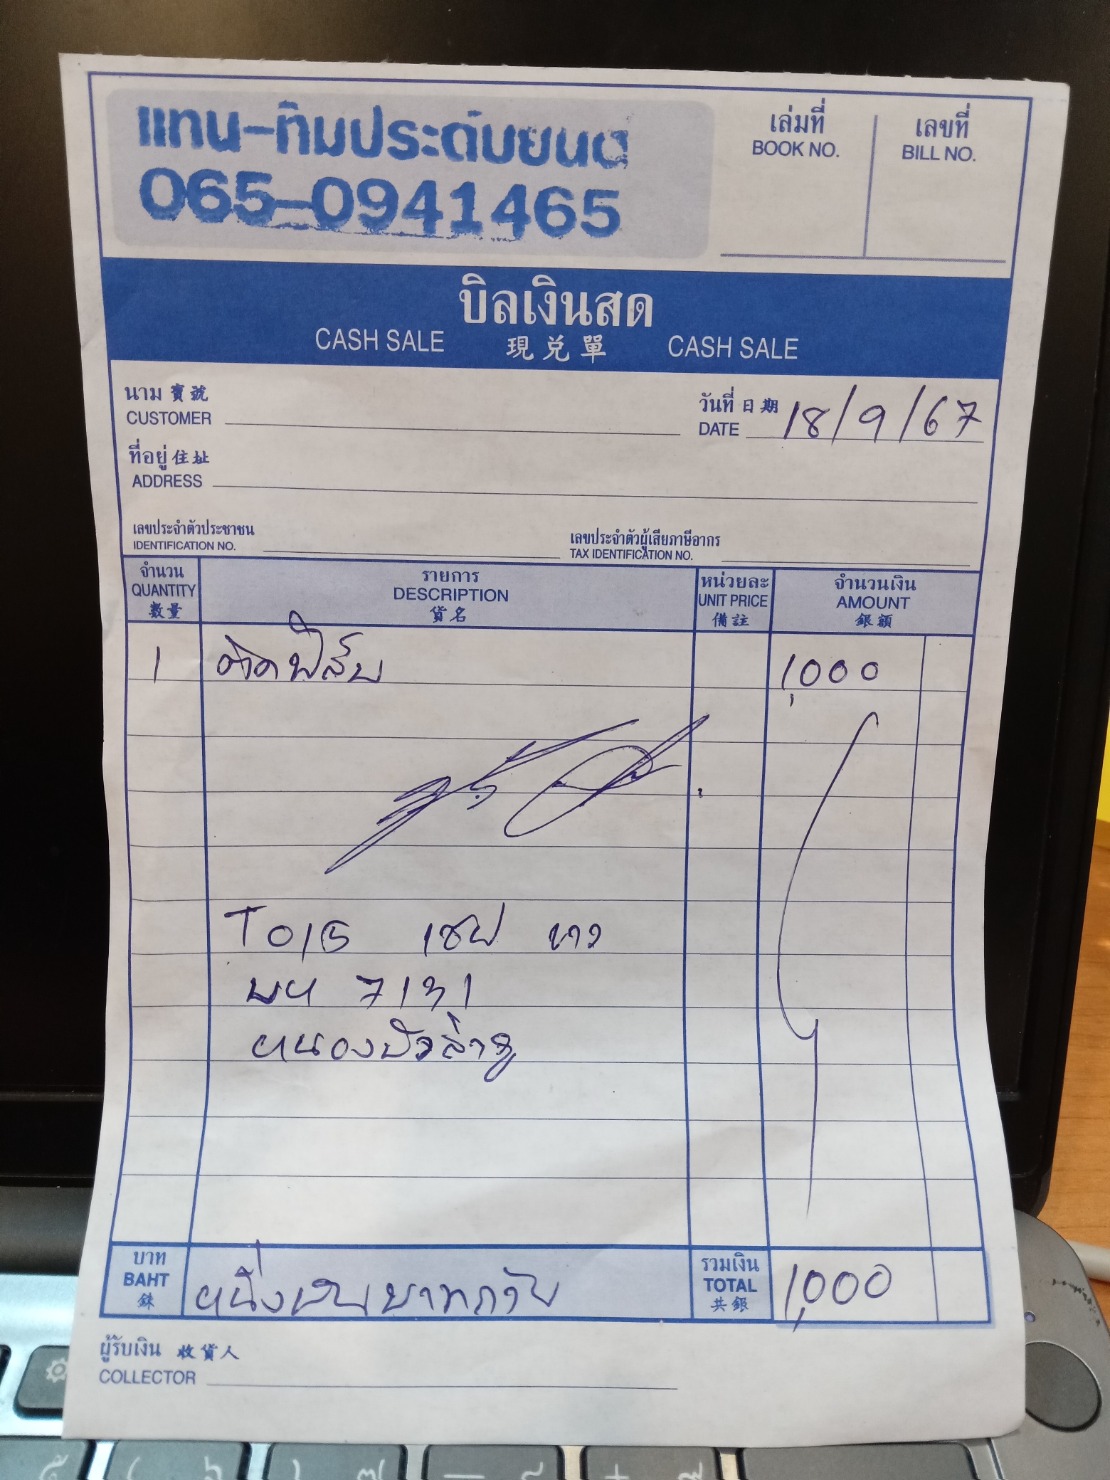 แทน-ทิมประดับยนต์
065-0941465
เล่มที่
BOOK NO.
เลขที่
BILL NO.
บิลเงินสด
CASH SALE 現兌單 CASH SALE
นาม 寶號
CUSTOMER
วันที่ 日期
DATE 18/9/67
ที่อยู่ 住址
ADDRESS
เลขประจำตัวประชาชน
IDENTIFICATION NO.
เลขประจำตัวผู้เสียภาษีอากร
TAX IDENTIFICATION NO.
จำนวน
QUANTITY
數量
รายการ
DESCRIPTION
貨名
หน่วยละ
UNIT PRICE
備註
จำนวนเงิน
AMOUNT
銀額
1 ค่าฟิล์ม 1,000
T015
7131
หนองบัวลำภู
บาท
BAHT
銖
หนึ่งพันบาทถ้วน
รวมเงิน
TOTAL
共銀
1,000
ผู้รับเงิน 收貨人
COLLECTOR